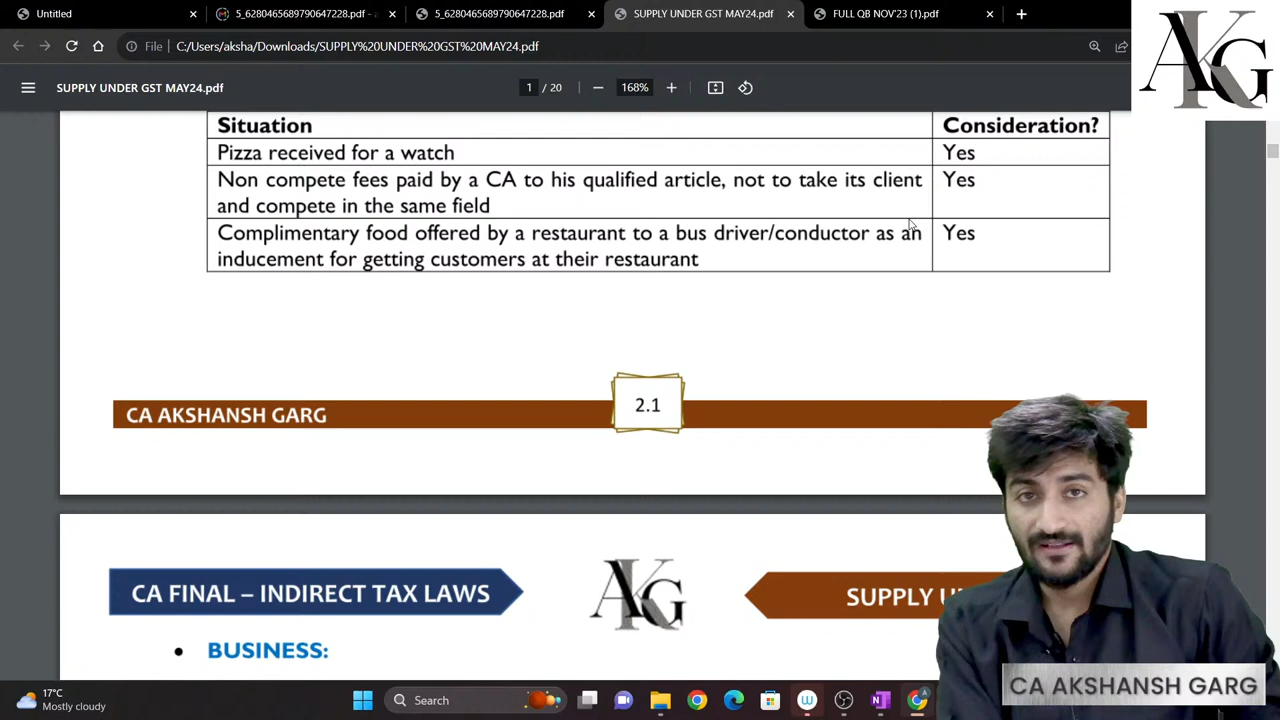 Untitled
5_6280465689790647228.pdf - a
5_6280465689790647228.pdf
SUPPLY UNDER GST MAY24.pdf
FULL QB NOV'23 (1).pdf
File
C:/Users/aksha/Downloads/SUPPLY%20UNDER%20GST%20MAY24.pdf
SUPPLY UNDER GST MAY24.pdf
1 / 20
168%
AKG
Situation Consideration?
Pizza received for a watch Yes
Non compete fees paid by a CA to his qualified article, not to take its client Yes
and compete in the same field
Complimentary food offered by a restaurant to a bus driver/conductor as an Yes
inducement for getting customers at their restaurant
CA AKSHANSH GARG
2.1
CA FINAL – INDIRECT TAX LAWS
AKG
SUPPLY U
• BUSINESS:
CA AKSHANSH GARG
17°C
Mostly cloudy
Search